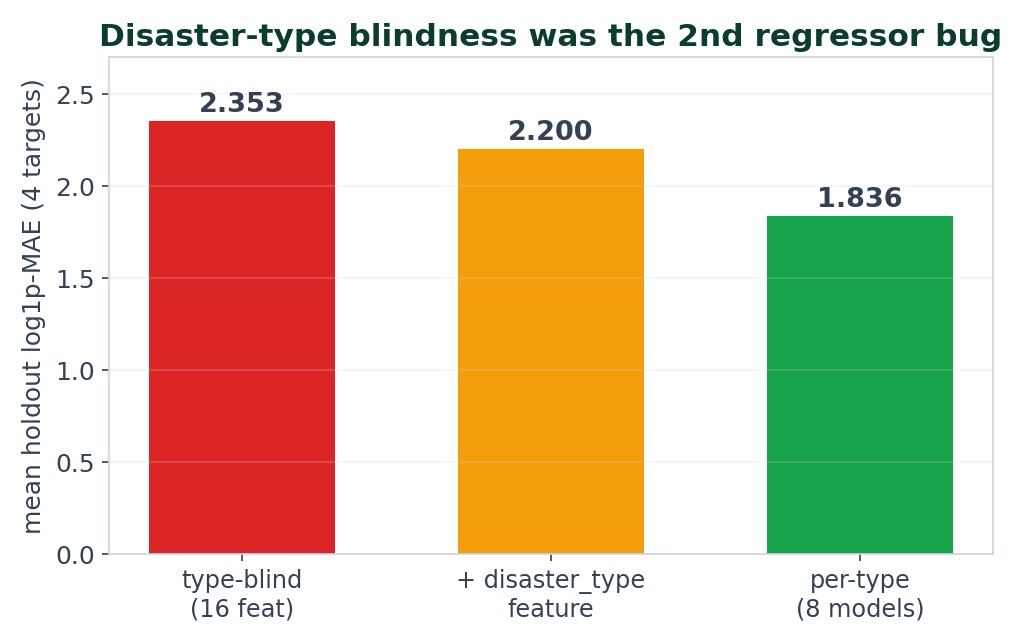 Disaster-type blindness was the 2nd regressor bug
mean holdout log1p-MAE (4 targets)
2.5
2.0
1.5
1.0
0.5
0.0
2.353
2.200
1.836
type-blind
(16 feat)
+ disaster_type
feature
per-type
(8 models)